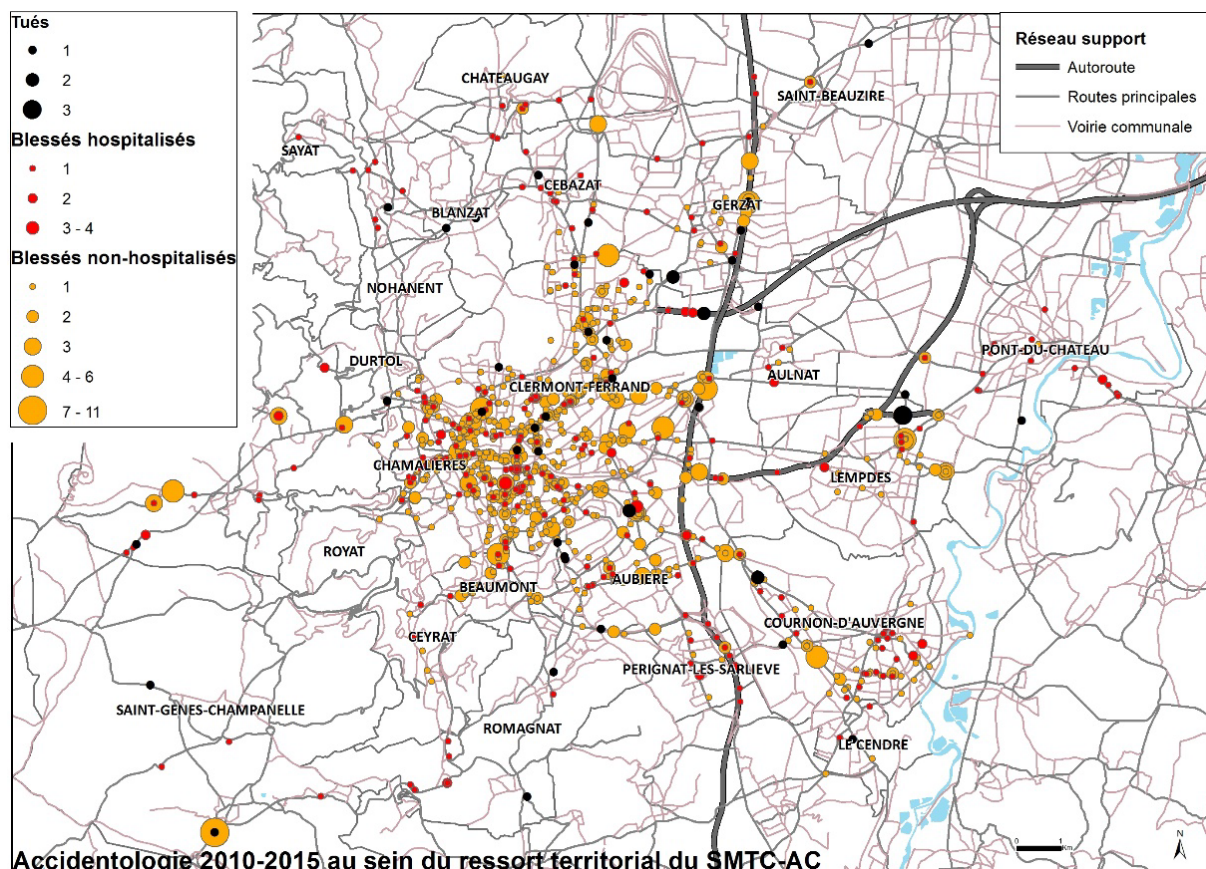 Tués
1
2
3
Blessés hospitalisés
1
2
3 - 4
Blessés non-hospitalisés
1
2
3
4 - 6
7 - 11
Réseau support
Autoroute
Routes principales
Voirie communale
CHATEAUGAY
SAINT-BEAUZIRE
SAYAT
CEBAZAT
BLANZAT
GERZAT
NOHANENT
DURTOL
PONT-DU-CHATEAU
AULNAT
CLERMONT-FERRAND
CHAMALIERES
LEMPDES
ROYAT
BEAUMONT
AUBIERE
COURNON-D'AUVERGNE
CEYRAT
PERIGNAT-LES-SARLIEVE
SAINT-GENES-CHAMPANELLE
ROMAGNAT
LE CENDRE
0 1
Km
N
Accidentologie 2010-2015 au sein du ressort territorial du SMTC-AC